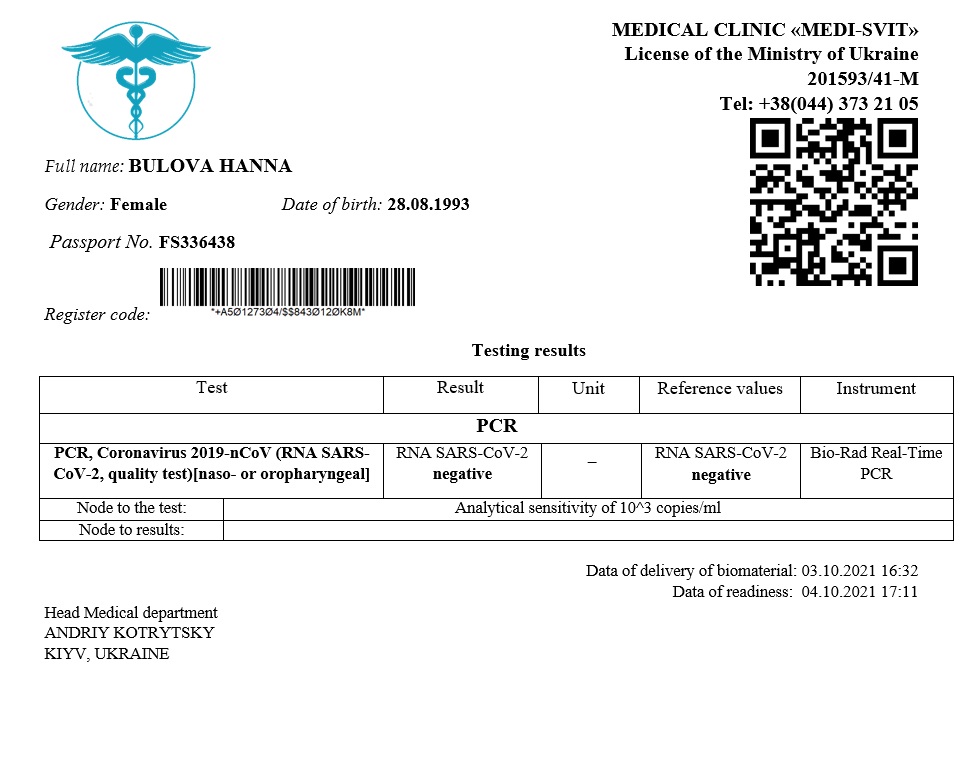 MEDICAL CLINIC «MEDI-SVIT»
License of the Ministry of Ukraine
201593/41-M
Tel: +38(044) 373 21 05
Full name: BULOVA HANNA
Gender: Female Date of birth: 28.08.1993
Passport No. FS336438
Register code: *+A5Ø1273Ø4/$$843Ø12ØK8M*
Testing results
Test Result Unit Reference values Instrument
PCR
PCR, Coronavirus 2019-nCoV (RNA SARS-CoV-2, quality test)[naso- or oropharyngeal] RNA SARS-CoV-2 negative – RNA SARS-CoV-2 negative Bio-Rad Real-Time PCR
Node to the test: Analytical sensitivity of 10^3 copies/ml
Node to results:
Data of delivery of biomaterial: 03.10.2021 16:32
Data of readiness: 04.10.2021 17:11
Head Medical department
ANDRIY KOTRYTSKY
KIYV, UKRAINE